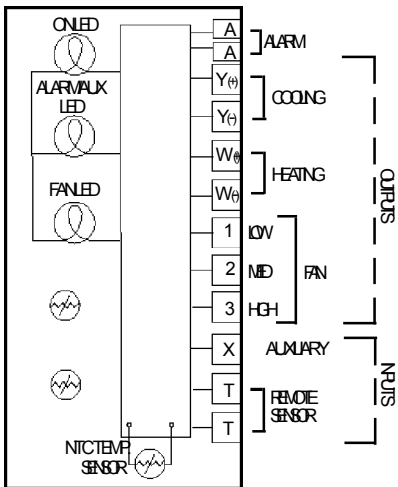 ON LED
A
A
ALARM
ALARM/AUX
LED
Y(+)
Y(-)
COOLING
FAN LED
W(+)
W(-)
HEATING
OUTPUTS
1 LOW
2 MED
3 HIGH
FAN
X AUXILIARY
T
T
REMOTE
SENSOR
INPUTS
NTC TEMP.
SENSOR